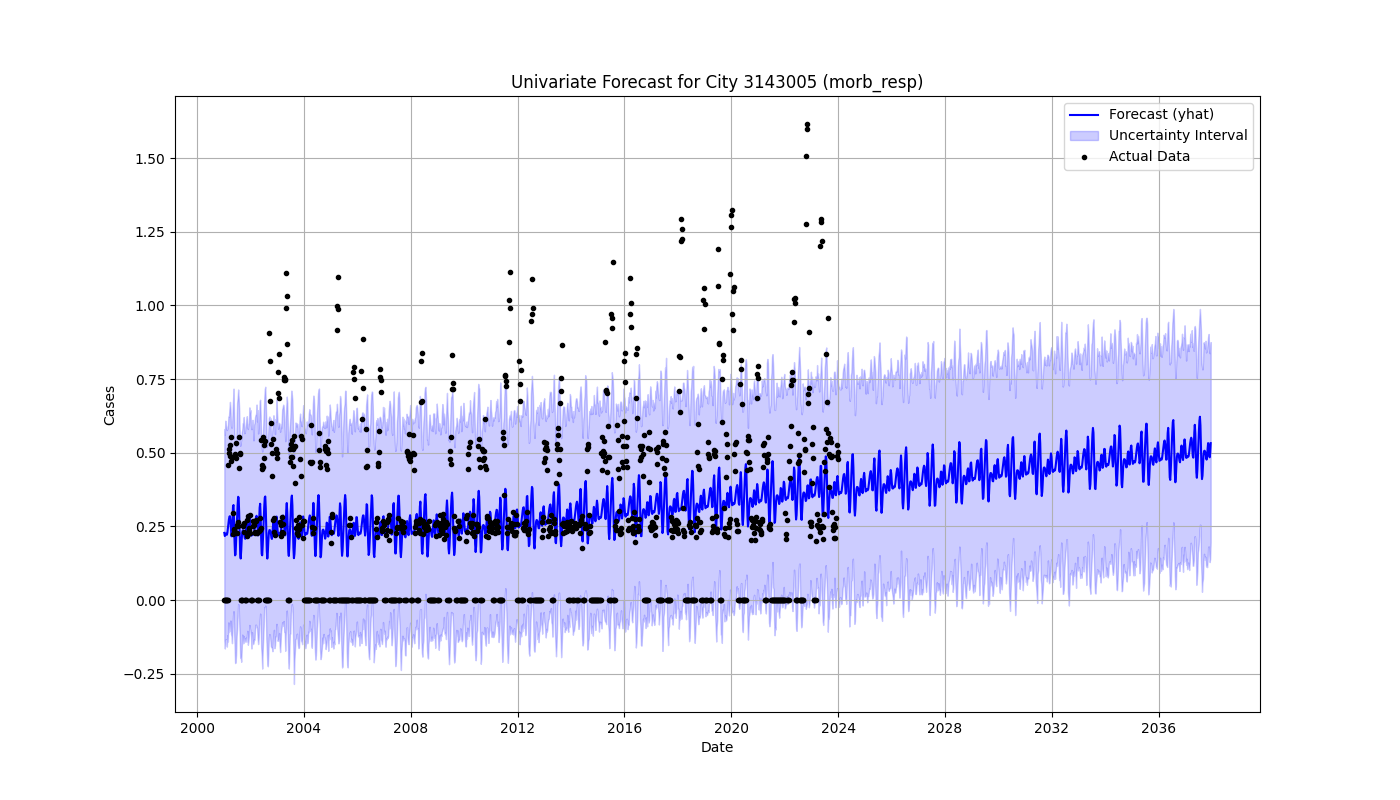 Univariate Forecast for City 3143005 (morb_resp)
Forecast (yhat)
Uncertainty Interval
Actual Data
Cases
1.50
1.25
1.00
0.75
0.50
0.25
0.00
−0.25
2000 2004 2008 2012 2016 2020 2024 2028 2032 2036
Date